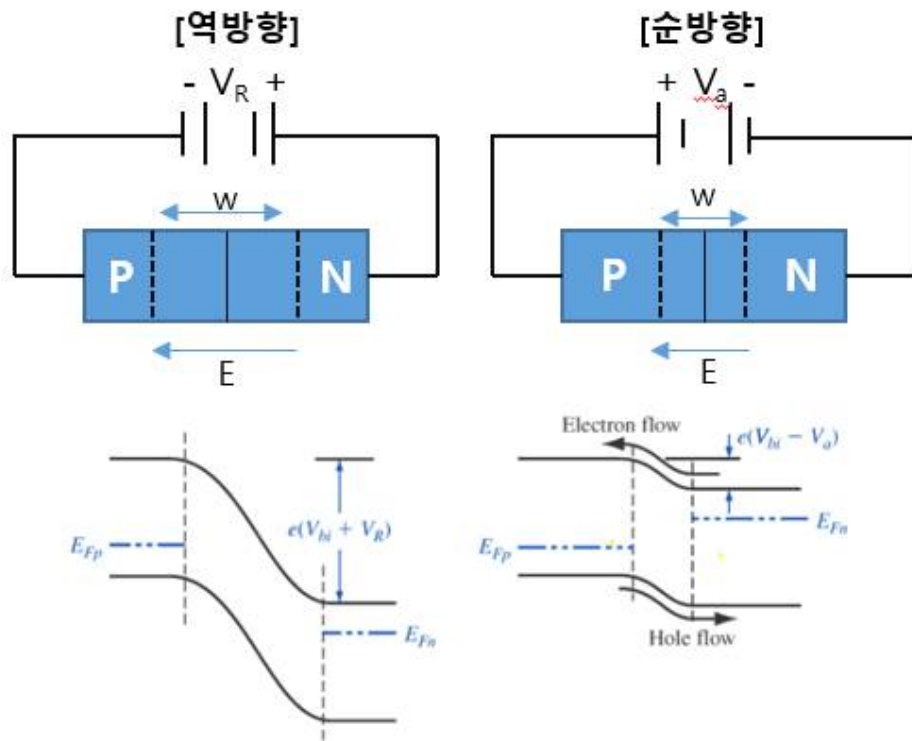 [역방향]
- V_R +
w
P N
E
E_Fp
e(V_bi + V_R)
E_Fn
[순방향]
+ V_a -
w
P N
E
Electron flow
e(V_bi − V_a)
E_Fp
E_Fn
Hole flow